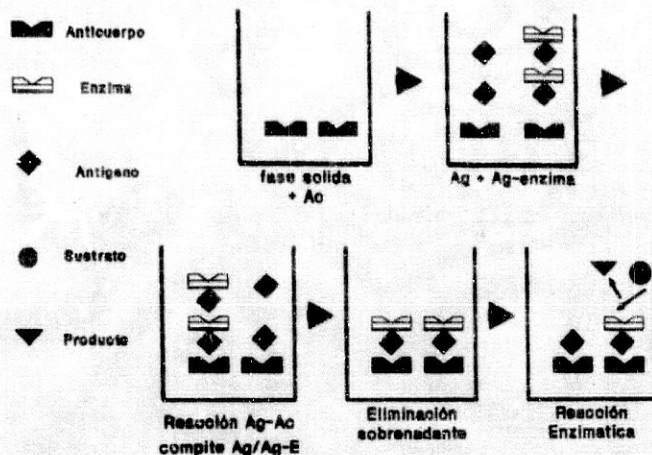 Anticuerpo
Enzima
Antigeno
Sustrato
Producto
fase solida
+ Ac
Ag + Ag-enzima
Reacción Ag-Ac
compite Ag/Ag-E
Eliminación
sobrenadante
Reacción
Enzimatica